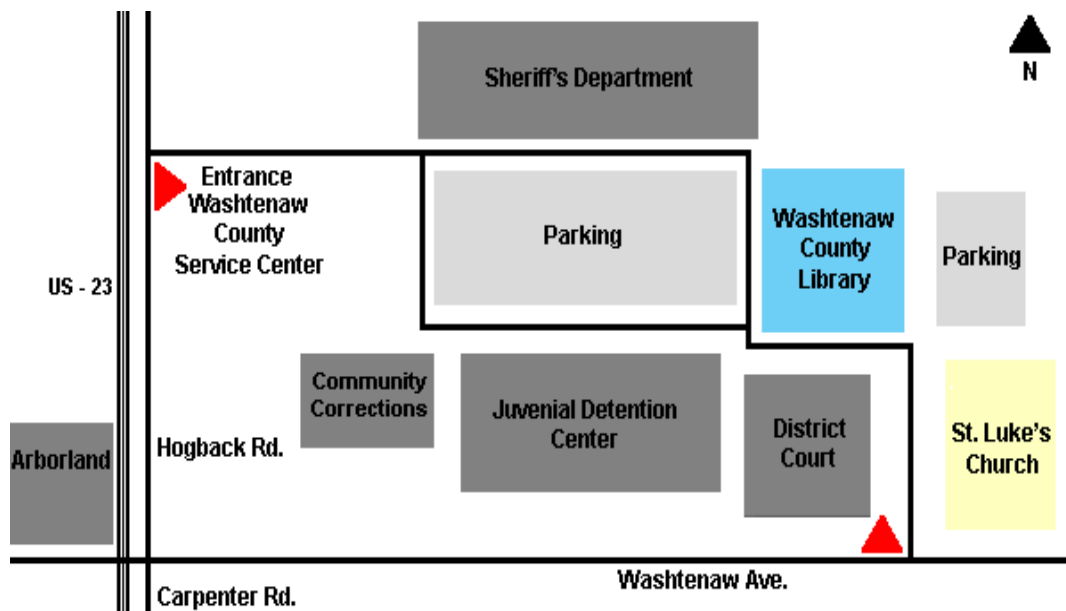 Sheriff's Department
N
Entrance
Washtenaw
County
Service Center
Parking
Washtenaw
County
Library
Parking
US - 23
Community
Corrections
Juvenial Detention
Center
District
Court
St. Luke's
Church
Arborland
Hogback Rd.
Washtenaw Ave.
Carpenter Rd.